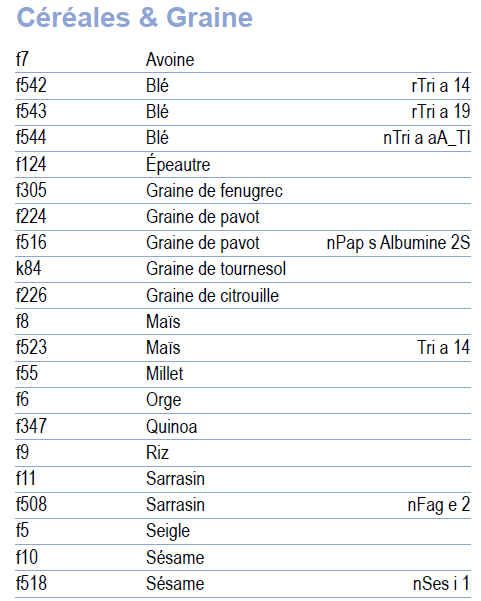 Céréales & Graine
f7 Avoine
f542 Blé rTri a 14
f543 Blé rTri a 19
f544 Blé nTri a aA_TI
f124 Épeautre
f305 Graine de fenugrec
f224 Graine de pavot
f516 Graine de pavot nPap s Albumine 2S
k84 Graine de tournesol
f226 Graine de citrouille
f8 Maïs
f523 Maïs Tri a 14
f55 Millet
f6 Orge
f347 Quinoa
f9 Riz
f11 Sarrasin
f508 Sarrasin nFag e 2
f5 Seigle
f10 Sésame
f518 Sésame nSes i 1